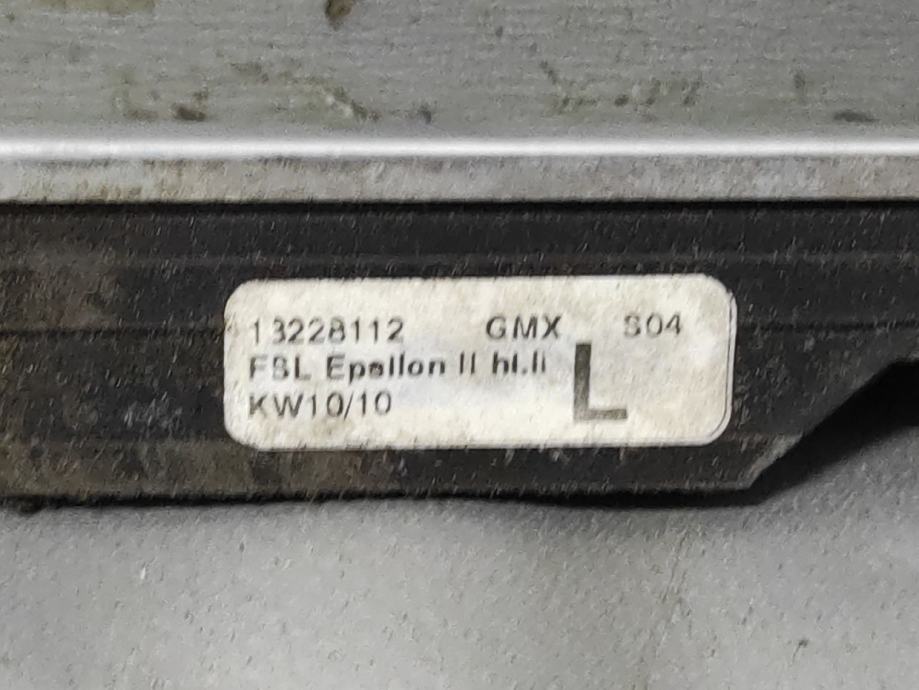 13228112 GMX S04
FSL Epsilon II hl.li
KW10/10
L